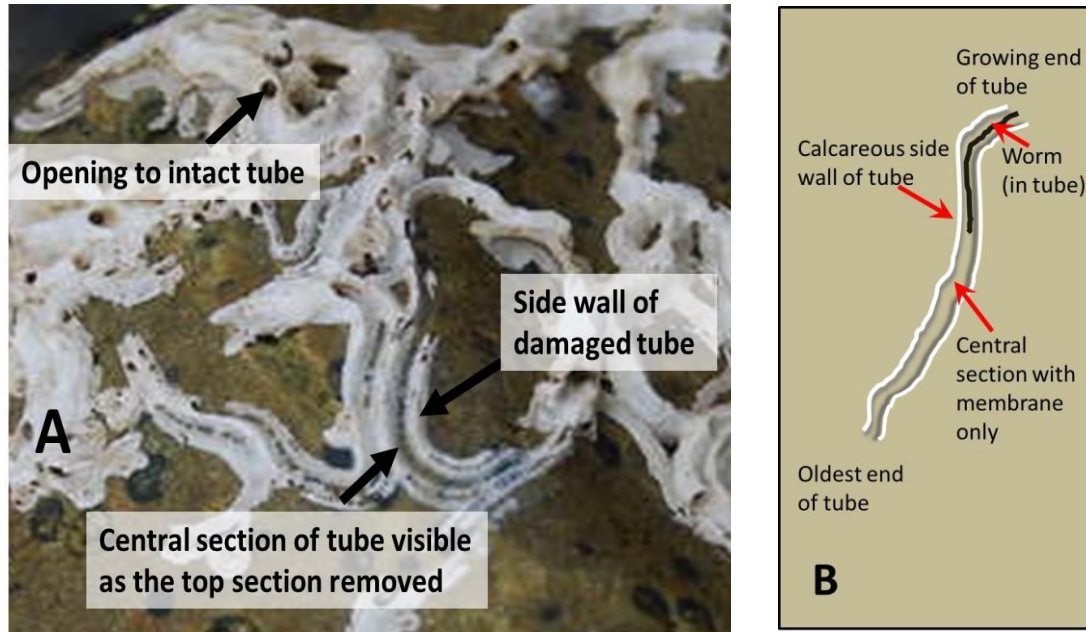 Opening to intact tube
Side wall of
damaged tube
A
Central section of tube visible
as the top section removed
Growing end
of tube
Calcareous side
wall of tube
Worm
(in tube)
Central
section with
membrane
only
Oldest end
of tube
B